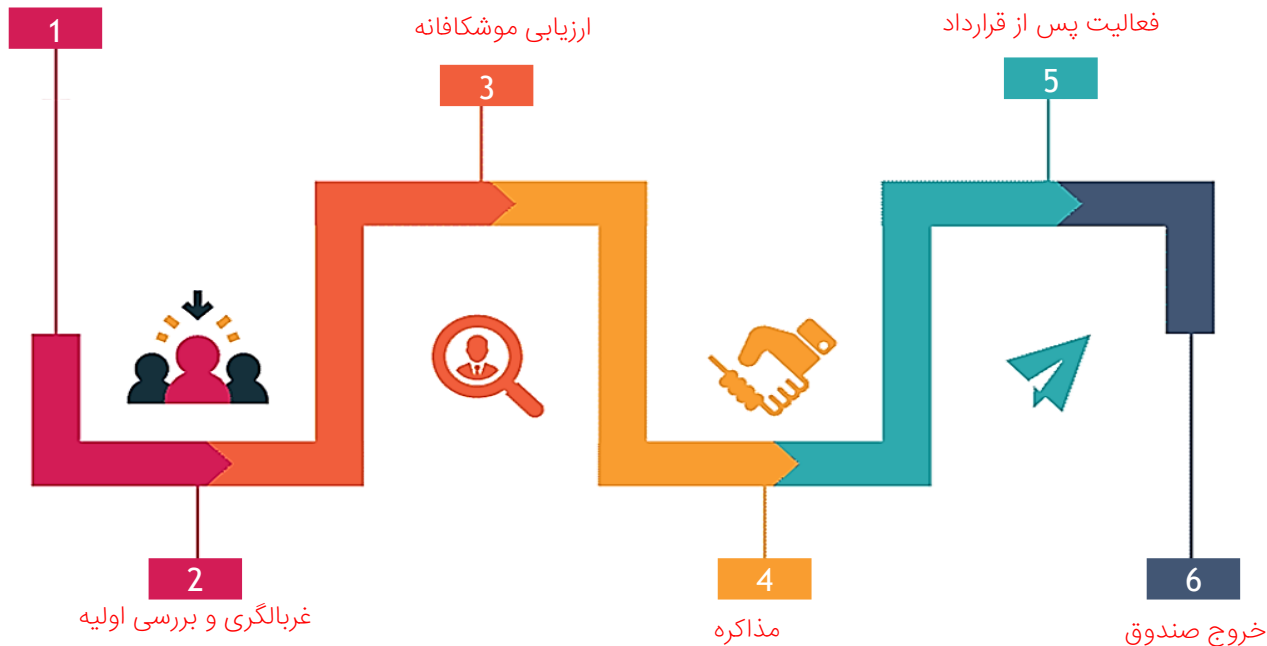 1
2
غربالگری و بررسی اولیه
ارزیابی موشکافانه
3
4
مذاکره
فعالیت پس از قرارداد
5
6
خروج صندوق